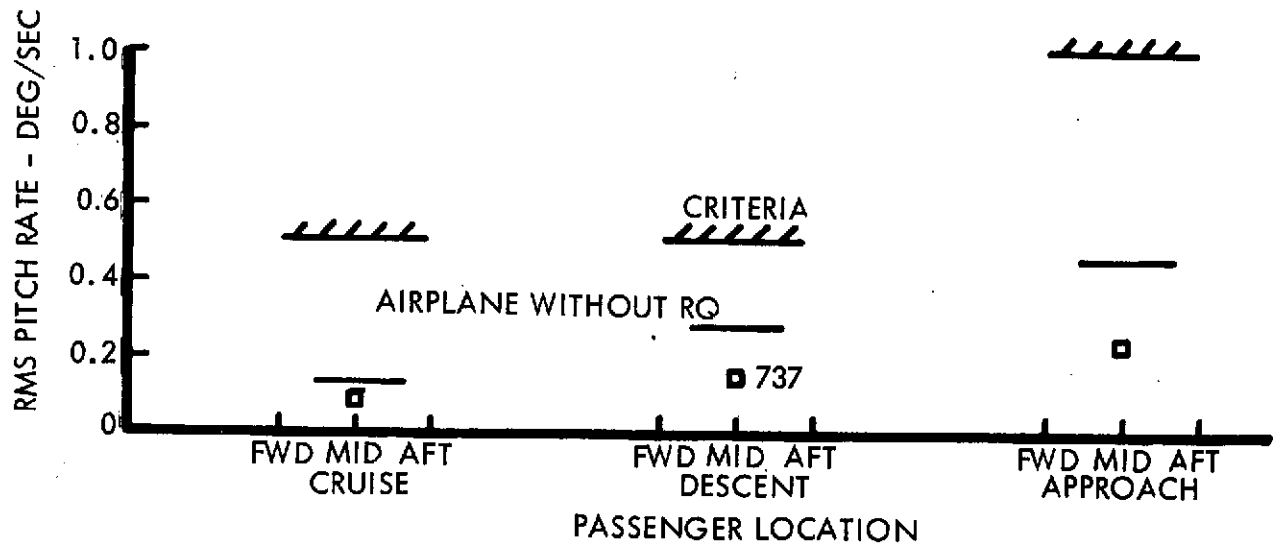 RMS PITCH RATE - DEG/SEC
1.0
0.8
0.6
0.4
0.2
0
CRITERIA
AIRPLANE WITHOUT RQ
737
FWD MID AFT
CRUISE
FWD MID AFT
DESCENT
FWD MID AFT
APPROACH
PASSENGER LOCATION